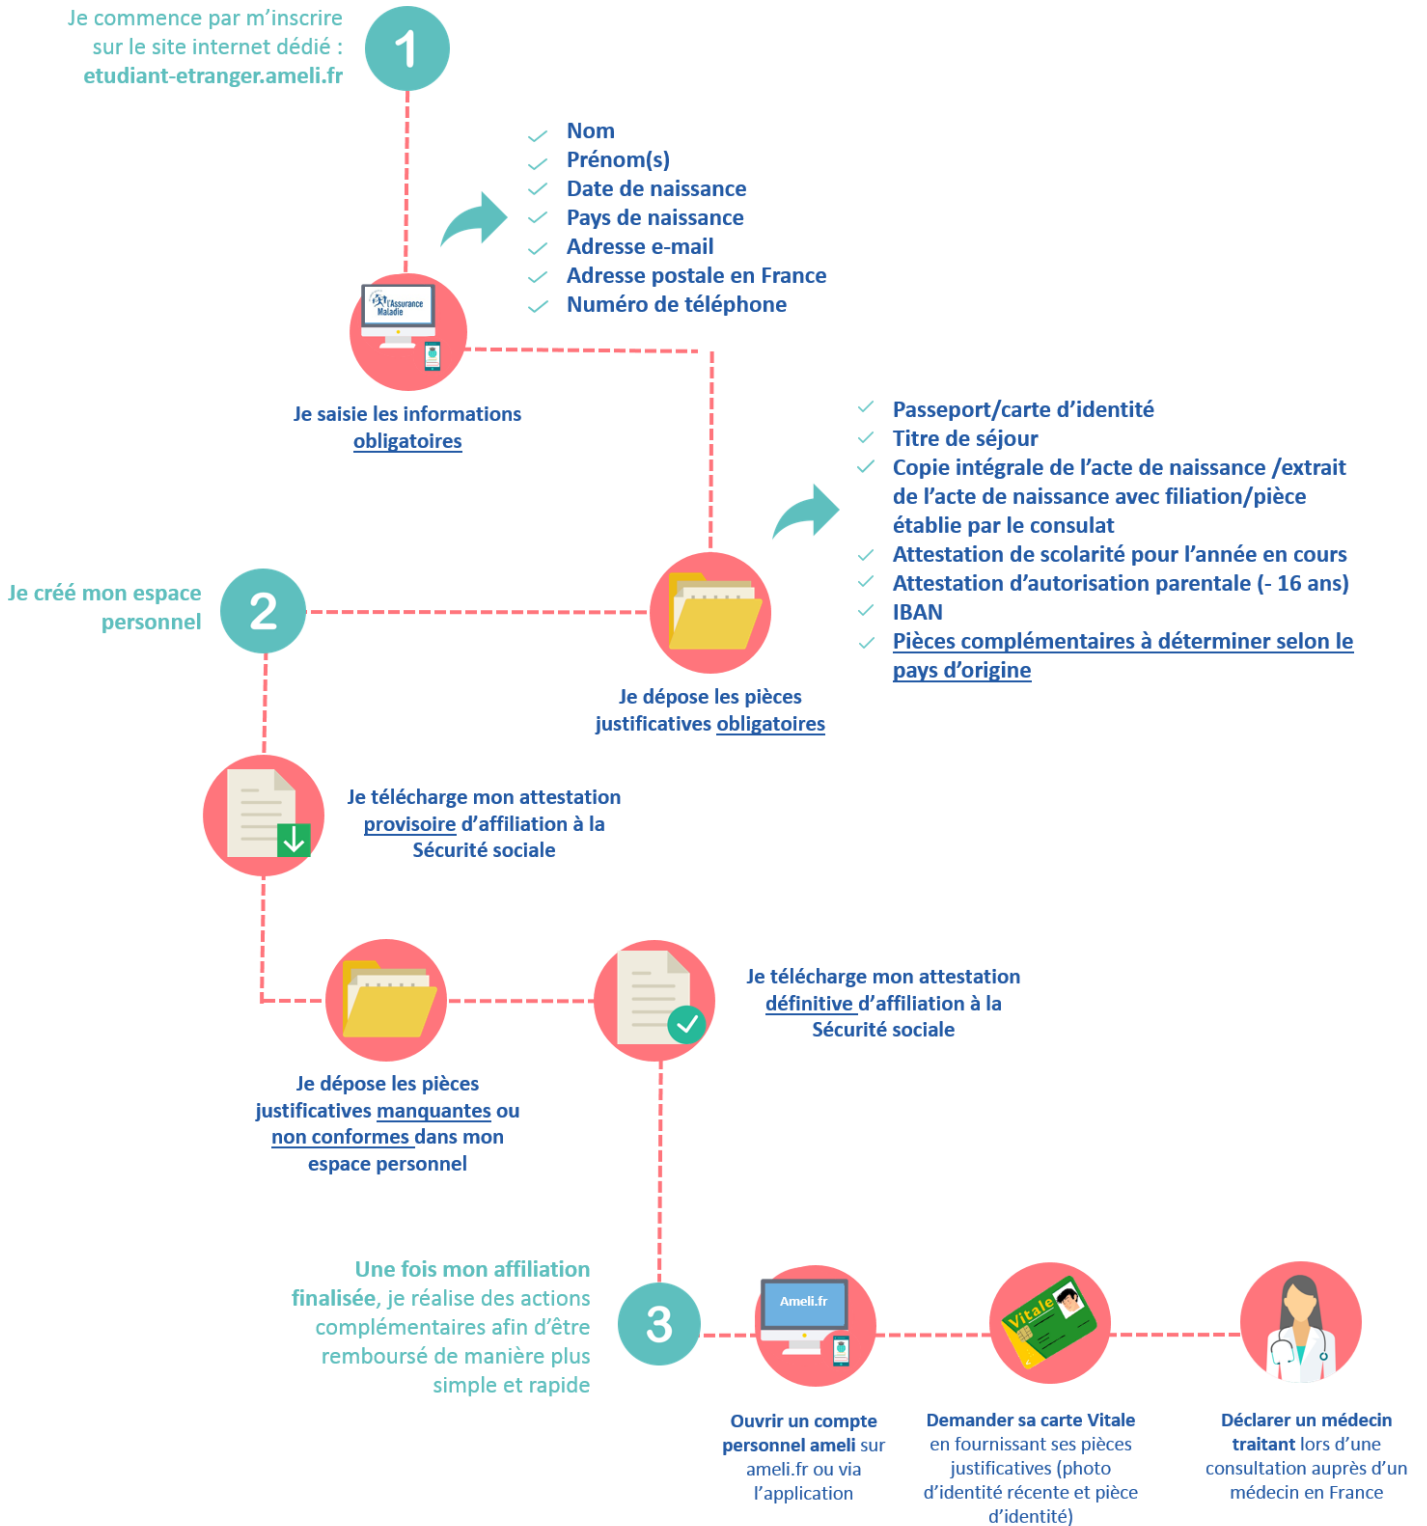 Je commence par m’inscrire
sur le site internet dédié :
etudiant-etranger.ameli.fr
1
Nom
Prénom(s)
Date de naissance
Pays de naissance
Adresse e-mail
Adresse postale en France
Numéro de téléphone
l'Assurance
Maladie
Je saisie les informations
obligatoires
Passeport/carte d’identité
Titre de séjour
Copie intégrale de l’acte de naissance /extrait
de l’acte de naissance avec filiation/pièce
établie par le consulat
Attestation de scolarité pour l’année en cours
Attestation d’autorisation parentale (- 16 ans)
IBAN
Pièces complémentaires à déterminer selon le
pays d’origine
Je dépose les pièces
justificatives obligatoires
Je créé mon espace
personnel
2
Je télécharge mon attestation
provisoire d’affiliation à la
Sécurité sociale
Je dépose les pièces
justificatives manquantes ou
non conformes dans mon
espace personnel
Je télécharge mon attestation
définitive d’affiliation à la
Sécurité sociale
Une fois mon affiliation
finalisée, je réalise des actions
complémentaires afin d’être
remboursé de manière plus
simple et rapide
3
Ameli.fr
Ouvrir un compte
personnel ameli sur
ameli.fr ou via
l’application
Vitale
Demander sa carte Vitale
en fournissant ses pièces
justificatives (photo
d’identité récente et pièce
d’identité)
Déclarer un médecin
traitant lors d’une
consultation auprès d’un
médecin en France